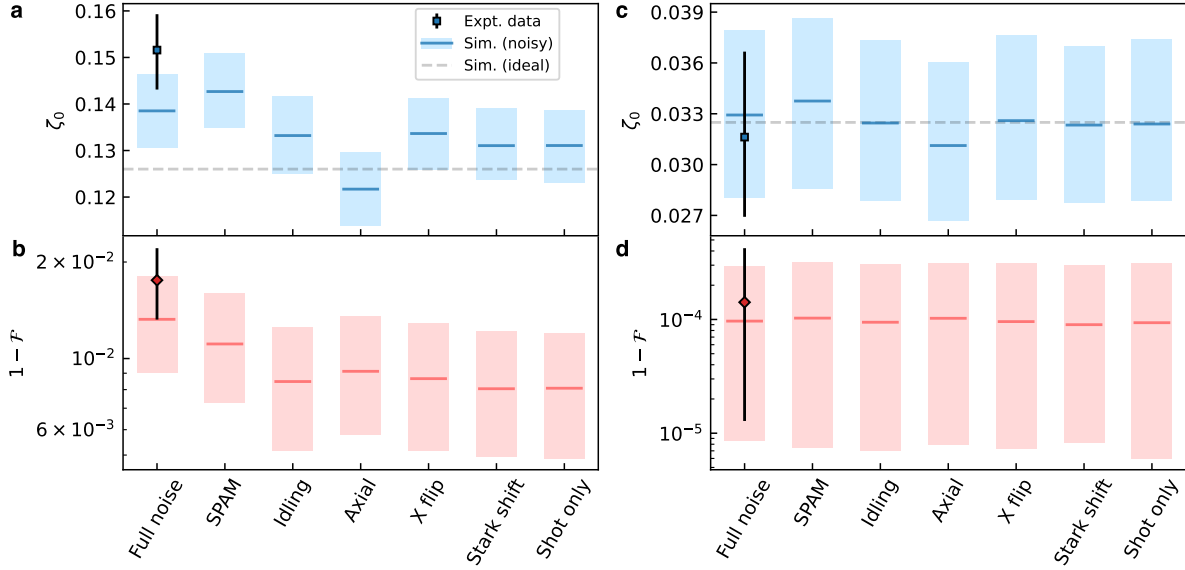 a
ζ₀
0.16
0.15
0.14
0.13
0.12
Expt. data
Sim. (noisy)
Sim. (ideal)
b
1 − ℱ
2 × 10⁻²
10⁻²
6 × 10⁻³
Full noise
SPAM
Idling
Axial
X flip
Stark shift
Shot only
c
ζ₀
0.039
0.036
0.033
0.030
0.027
d
1 − ℱ
10⁻⁴
10⁻⁵
Full noise
SPAM
Idling
Axial
X flip
Stark shift
Shot only